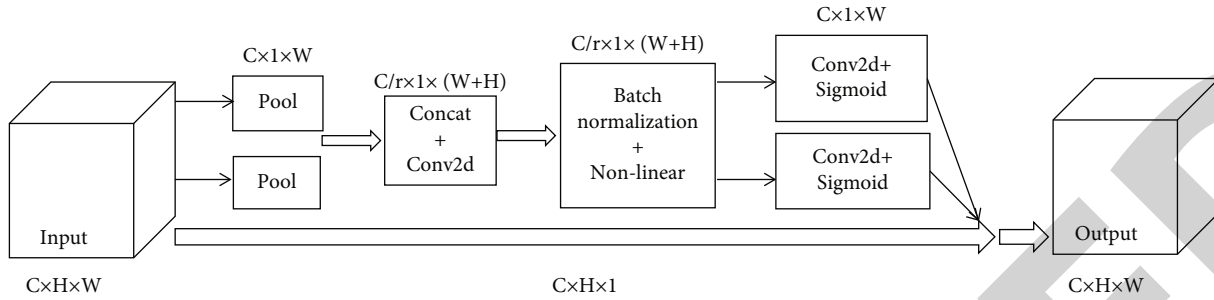 C×1×W
Pool
Pool
Input
C×H×W
C/r×1× (W+H)
Concat
+
Conv2d
C/r×1× (W+H)
Batch
normalization
+
Non-linear
C×1×W
Conv2d+
Sigmoid
Conv2d+
Sigmoid
C×H×1
Output
C×H×W